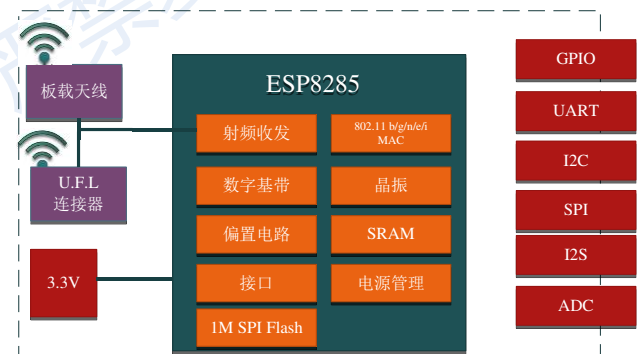 ESP8285
板载天线
U.F.L
连接器
3.3V
射频收发
802.11 b/g/n/e/i
MAC
数字基带
晶振
偏置电路
SRAM
接口
电源管理
1M SPI Flash
GPIO
UART
I2C
SPI
I2S
ADC